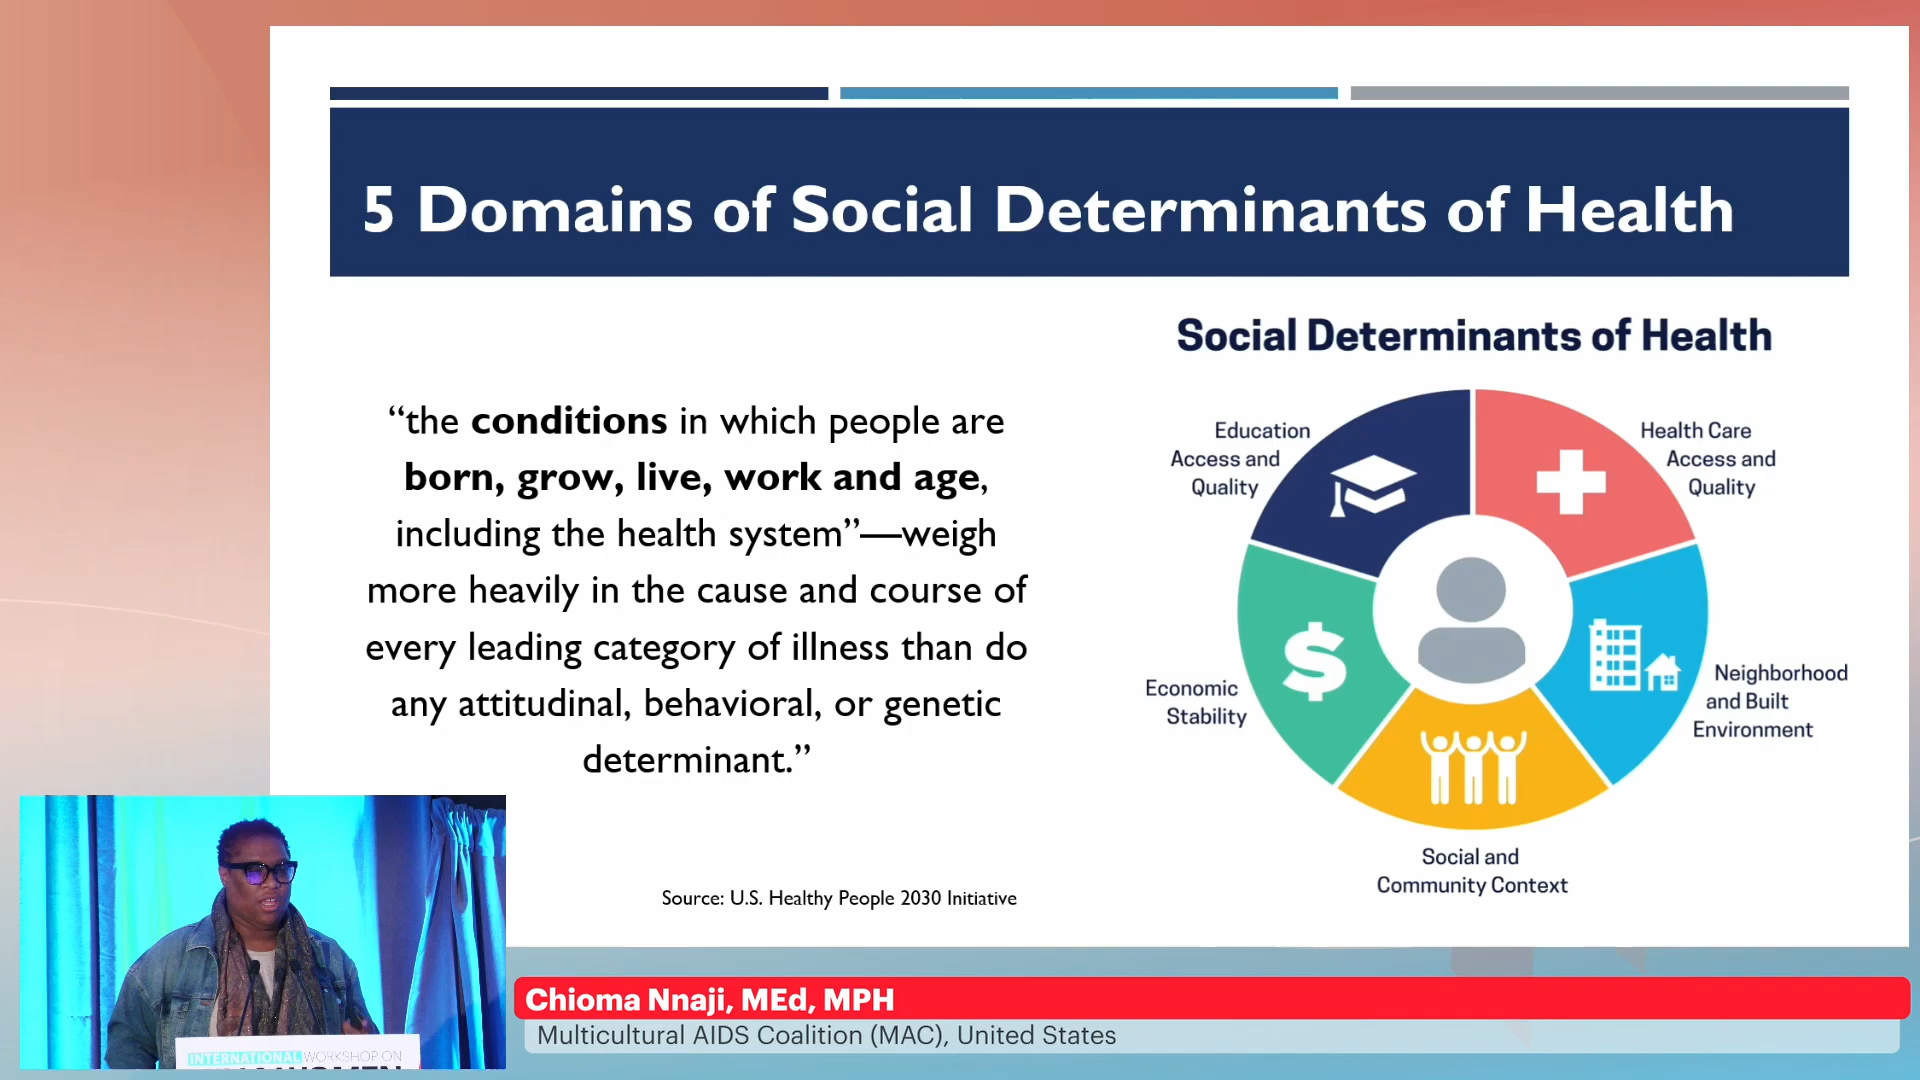 5 Domains of Social Determinants of Health
“the conditions in which people are
born, grow, live, work and age,
including the health system”—weigh
more heavily in the cause and course of
every leading category of illness than do
any attitudinal, behavioral, or genetic
determinant.”
Source: U.S. Healthy People 2030 Initiative
Social Determinants of Health
Education
Access and
Quality
Health Care
Access and
Quality
Economic
Stability
$
Neighborhood
and Built
Environment
Social and
Community Context
INTERNATIONAL WORKSHOP ON
WOMEN
Chioma Nnaji, MEd, MPH
Multicultural AIDS Coalition (MAC), United States